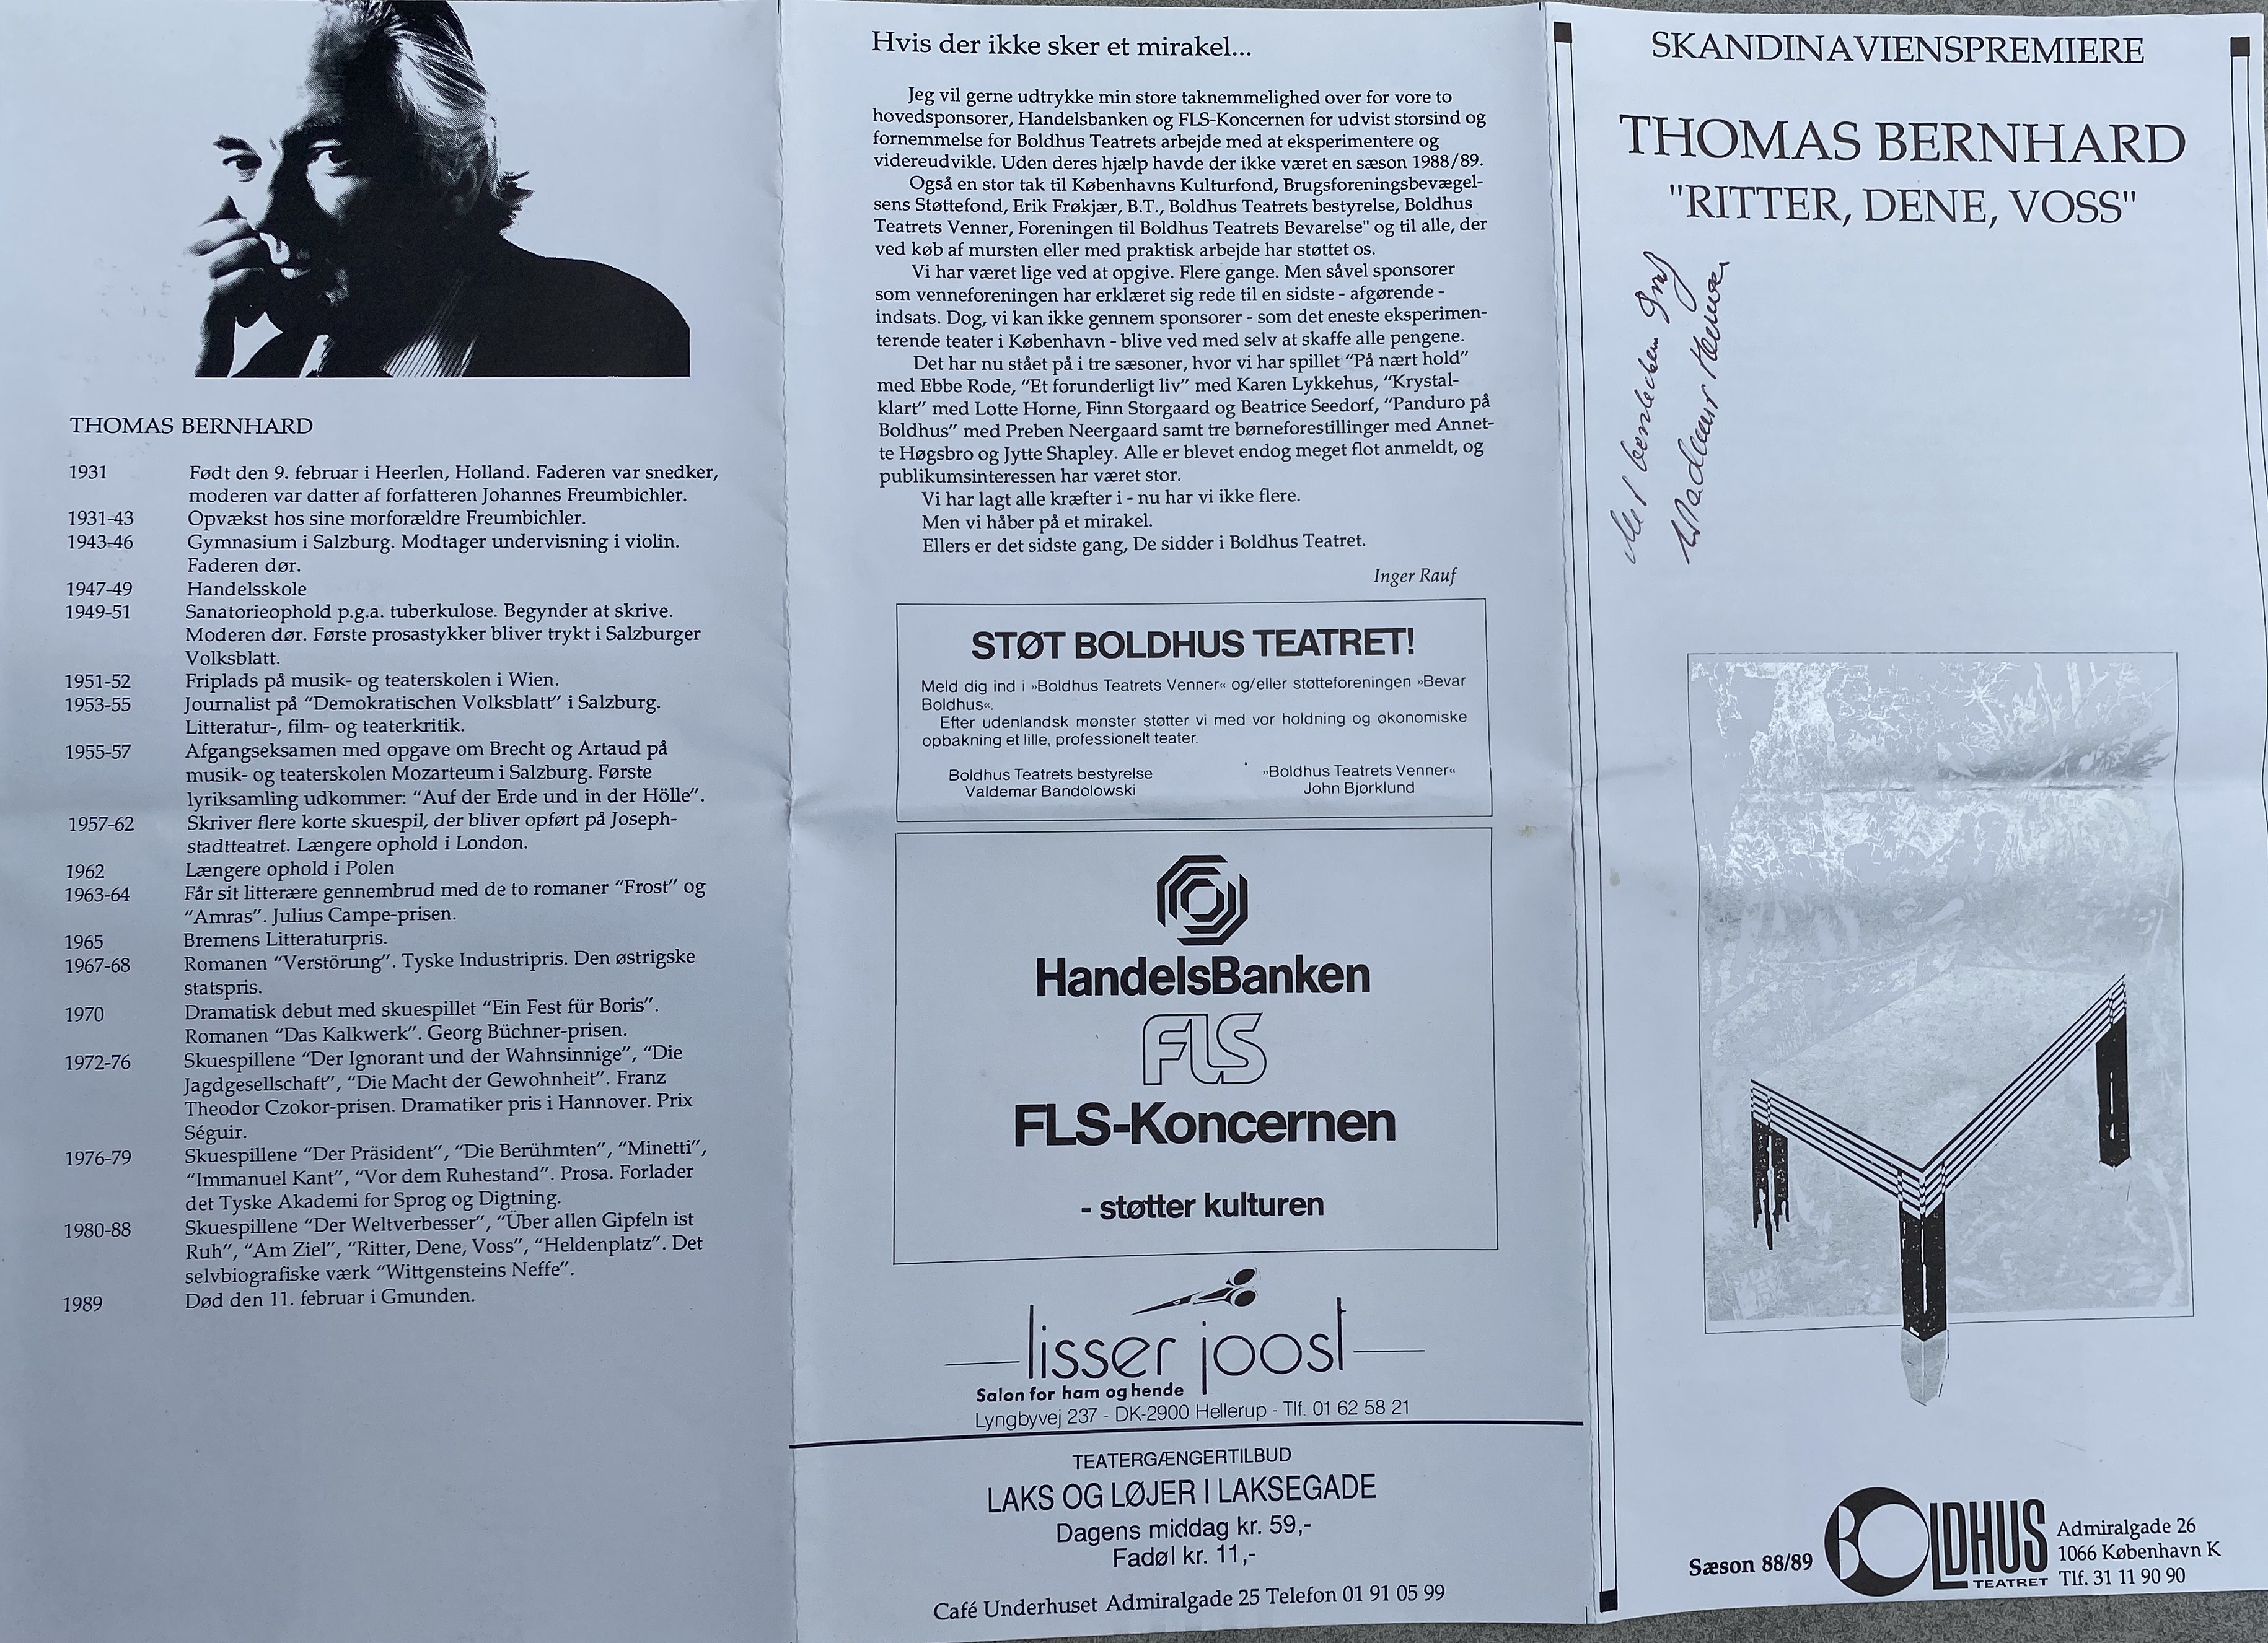 THOMAS BERNHARD
1931 Født den 9. februar i Heerlen, Holland. Faderen var snedker,
moderen var datter af forfatteren Johannes Freumbichler.
1931-43 Opvækst hos sine morforældre Freumbichler.
1943-46 Gymnasium i Salzburg. Modtager undervisning i violin.
Faderen dør.
1947-49 Handelsskole
1949-51 Sanatorieophold p.g.a. tuberkulose. Begynder at skrive.
Moderen dør. Første prosastykker bliver trykt i Salzburger
Volksblatt.
1951-52 Friplads på musik- og teaterskolen i Wien.
1953-55 Journalist på “Demokratischen Volksblatt” i Salzburg.
Litteratur-, film- og teaterkritik.
1955-57 Afgangseksamen med opgave om Brecht og Artaud på
musik- og teaterskolen Mozarteum i Salzburg. Første
lyriksamling udkommer: “Auf der Erde und in der Hölle”.
1957-62 Skriver flere korte skuespil, der bliver opført på Joseph-
stadtteatret. Længere ophold i London.
1962 Længere ophold i Polen
1963-64 Får sit litterære gennembrud med de to romaner “Frost” og
“Amras”. Julius Campe-prisen.
1965 Bremens Litteraturpris.
1967-68 Romanen “Verstörung”. Tyske Industripris. Den østrigske
statspris.
1970 Dramatisk debut med skuespillet “Ein Fest für Boris”.
Romanen “Das Kalkwerk”. Georg Büchner-prisen.
1972-76 Skuespillene “Der Ignorant und der Wahnsinnige”, “Die
Jagdgesellschaft”, “Die Macht der Gewohnheit”. Franz
Theodor Czokor-prisen. Dramatiker pris i Hannover. Prix
Séguir.
1976-79 Skuespillene “Der Präsident”, “Die Berühmten”, “Minetti”,
“Immanuel Kant”, “Vor dem Ruhestand”. Prosa. Forlader
det Tyske Akademi for Sprog og Digtning.
1980-88 Skuespillene “Der Weltverbesser”, “Über allen Gipfeln ist
Ruh”, “Am Ziel”, “Ritter, Dene, Voss”, “Heldenplatz”. Det
selvbiografiske værk “Wittgensteins Neffe”.
1989 Død den 11. februar i Gmunden.
Hvis der ikke sker et mirakel...
Jeg vil gerne udtrykke min store taknemmelighed over for vore to
hovedsponsorer, Handelsbanken og FLS-Koncernen for udvist storsind og
fornemmelse for Boldhus Teatrets arbejde med at eksperimentere og
videreudvikle. Uden deres hjælp havde der ikke været en sæson 1988/89.
Også en stor tak til Københavns Kulturfond, Brugsforeningsbevægel-
sens Støttefond, Erik Frøkjær, B.T., Boldhus Teatrets bestyrelse, Boldhus
Teatrets Venner, Foreningen til Boldhus Teatrets Bevarelse" og til alle, der
ved køb af mursten eller med praktisk arbejde har støttet os.
Vi har været lige ved at opgive. Flere gange. Men såvel sponsorer
som venneforeningen har erklæret sig rede til en sidste - afgørende -
indsats. Dog, vi kan ikke gennem sponsorer - som det eneste eksperimen-
terende teater i København - blive ved med selv at skaffe alle pengene.
Det har nu stået på i tre sæsoner, hvor vi har spillet “På nært hold”
med Ebbe Rode, “Et forunderligt liv” med Karen Lykkehus, “Krystal-
klart” med Lotte Horne, Finn Storgaard og Beatrice Seedorf, “Panduro på
Boldhus” med Preben Neergaard samt tre børneforestillinger med Annet-
te Høgsbro og Jytte Shapley. Alle er blevet endog meget flot anmeldt, og
publikumsinteressen har været stor.
Vi har lagt alle kræfter i - nu har vi ikke flere.
Men vi håber på et mirakel.
Ellers er det sidste gang, De sidder i Boldhus Teatret.
Inger Rauf
STØT BOLDHUS TEATRET!
Meld dig ind i »Boldhus Teatrets Venner« og/eller støtteforeningen »Bevar
Boldhus«.
Efter udenlandsk mønster støtter vi med vor holdning og økonomiske
opbakning et lille, professionelt teater.
Boldhus Teatrets bestyrelse »Boldhus Teatrets Venner«
Valdemar Bandolowski John Bjørklund
HandelsBanken
FLS
FLS-Koncernen
- støtter kulturen
lisser joost
Salon for ham og hende
Lyngbyvej 237 - DK-2900 Hellerup - Tlf. 01 62 58 21
TEATERGÆNGERTILBUD
LAKS OG LØJER I LAKSEGADE
Dagens middag kr. 59,-
Fadøl kr. 11,-
Café Underhuset Admiralgade 25 Telefon 01 91 05 99
SKANDINAVIENSPREMIERE
THOMAS BERNHARD
"RITTER, DENE, VOSS"
Sæson 88/89
BOLDHUS
TEATRET
Admiralgade 26
1066 København K
Tlf. 31 11 90 90